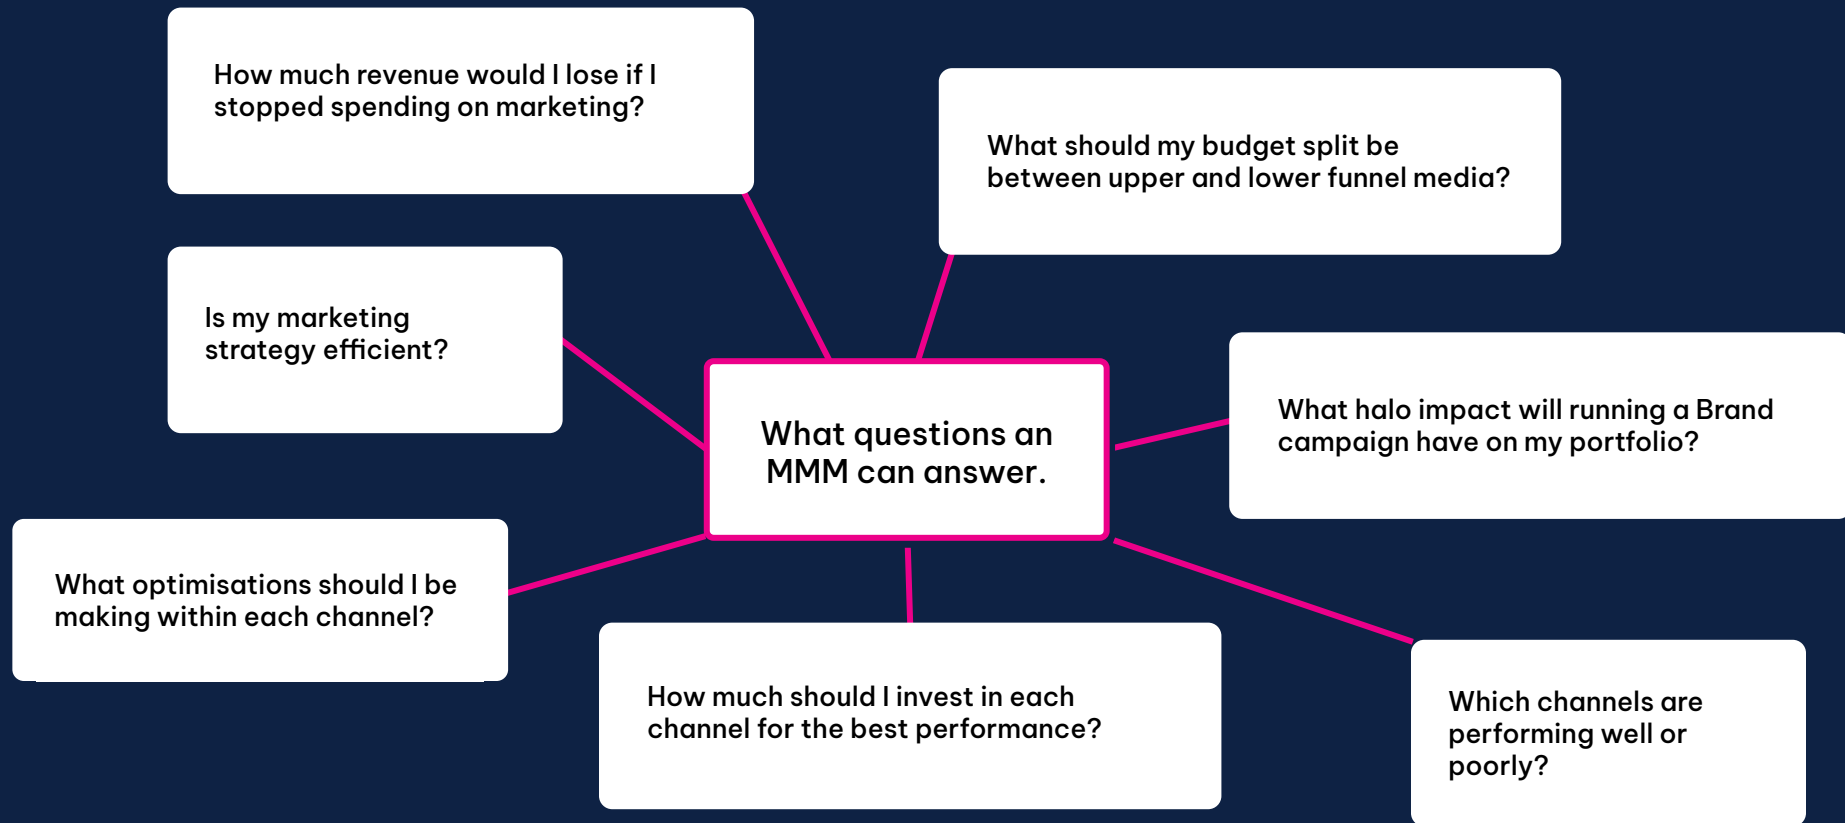 How much revenue would I lose if I
stopped spending on marketing?
What should my budget split be
between upper and lower funnel media?
Is my marketing
strategy efficient?
What halo impact will running a Brand
campaign have on my portfolio?
What questions an
MMM can answer.
What optimisations should I be
making within each channel?
How much should I invest in each
channel for the best performance?
Which channels are
performing well or
poorly?